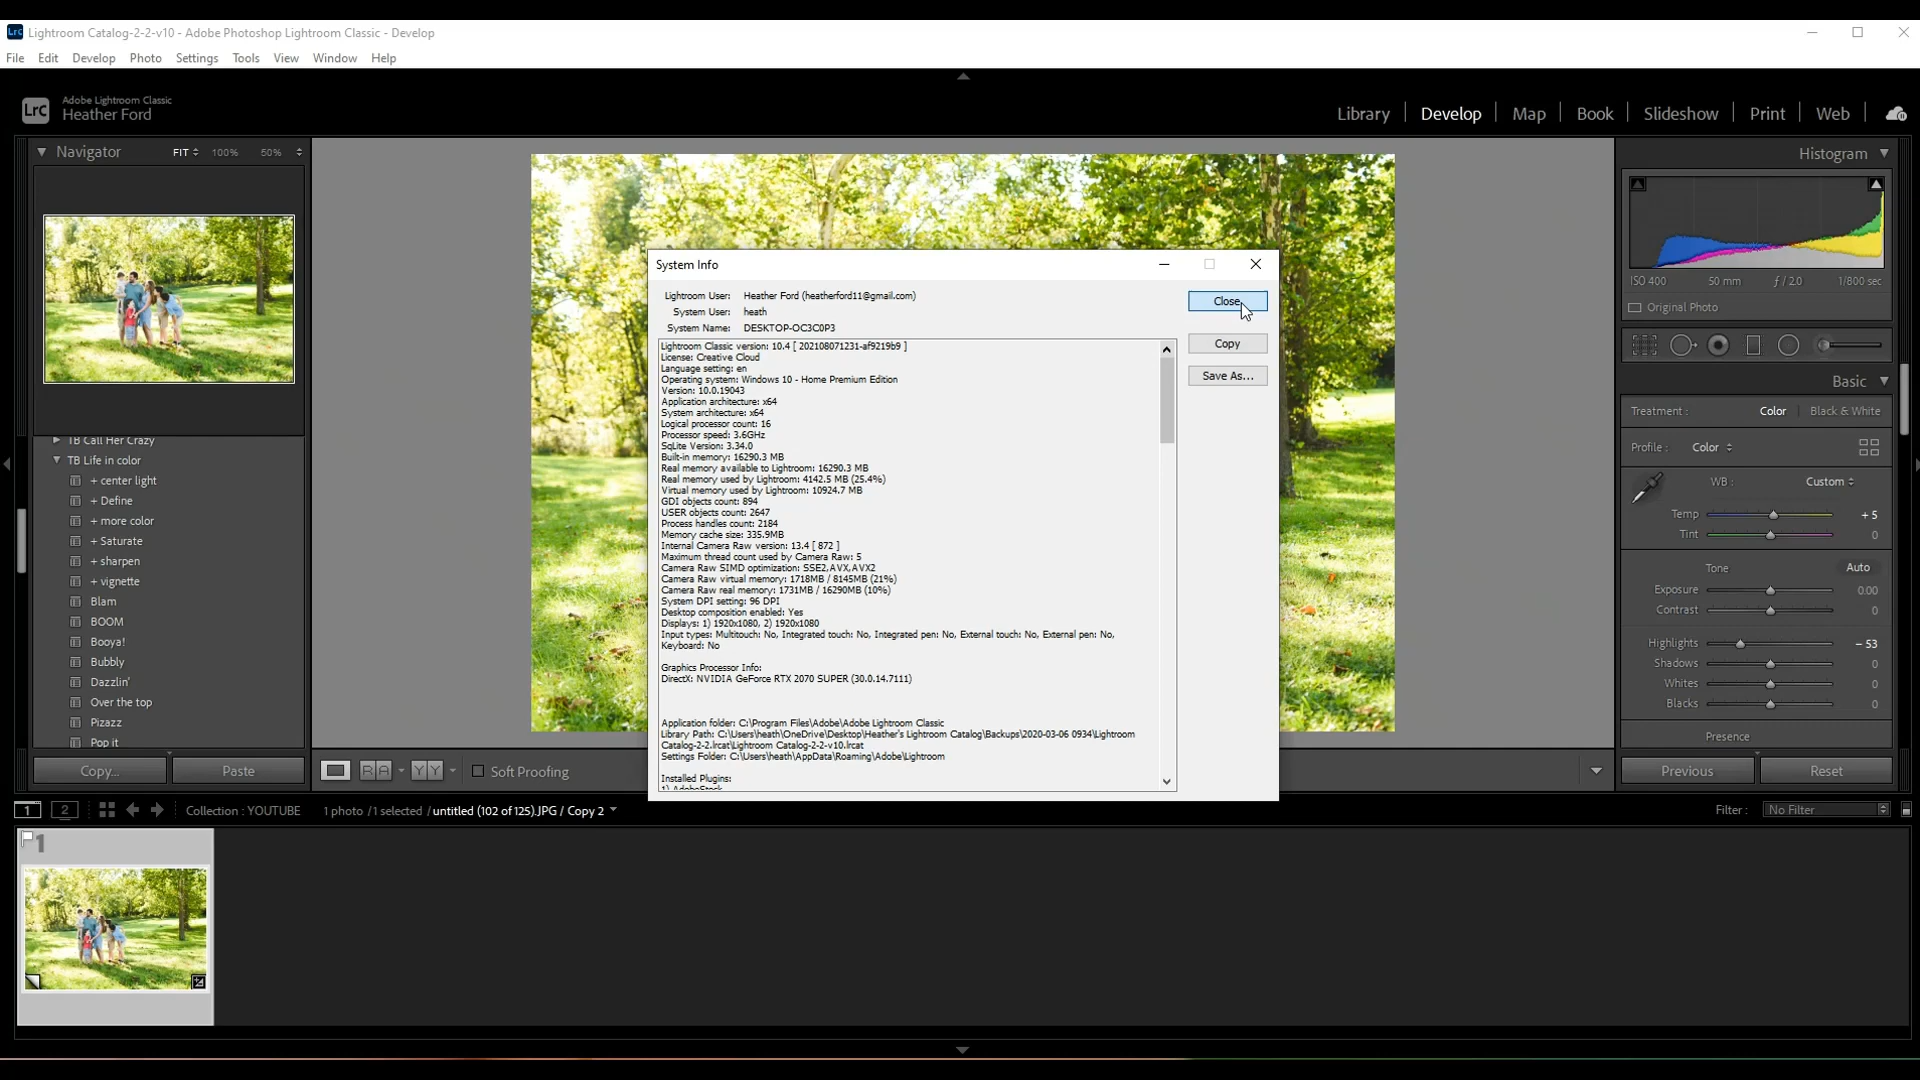 Lrc Lightroom Catalog-2-2-v10 - Adobe Photoshop Lightroom Classic - Develop
File Edit Develop Photo Settings Tools View Window Help
LrC Adobe Lightroom Classic
Heather Ford
Library Develop Map Book Slideshow Print Web
Navigator FIT 100% 50%
TB Call Her Crazy
TB Life in color
+ center light
+ Define
+ more color
+ Saturate
+ sharpen
+ vignette
Blam
BOOM
Booya!
Bubbly
Dazzlin'
Over the top
Pizazz
Pop it
Copy... Paste
System Info
Lightroom User: Heather Ford (heatherford11@gmail.com)
System User: heath
System Name: DESKTOP-OC3C0P3
Close
Copy
Save As...
Lightroom Classic version: 10.4 [ 202108071231-af9219b9 ]
License: Creative Cloud
Language setting: en
Operating system: Windows 10 - Home Premium Edition
Version: 10.0.19043
Application architecture: x64
System architecture: x64
Logical processor count: 16
Processor speed: 3.6GHz
SqLite Version: 3.34.0
Built-in memory: 16290.3 MB
Real memory available to Lightroom: 16290.3 MB
Real memory used by Lightroom: 4142.5 MB (25.4%)
Virtual memory used by Lightroom: 10924.7 MB
GDI objects count: 894
USER objects count: 2647
Process handles count: 2184
Memory cache size: 335.9MB
Internal Camera Raw version: 13.4 [ 872 ]
Maximum thread count used by Camera Raw: 5
Camera Raw SIMD optimization: SSE2,AVX,AVX2
Camera Raw virtual memory: 1718MB / 8145MB (21%)
Camera Raw real memory: 1731MB / 16290MB (10%)
System DPI setting: 96 DPI
Desktop composition enabled: Yes
Displays: 1) 1920x1080, 2) 1920x1080
Input types: Multitouch: No, Integrated touch: No, Integrated pen: No, External touch: No, External pen: No,
Keyboard: No
Graphics Processor Info:
DirectX: NVIDIA GeForce RTX 2070 SUPER (30.0.14.7111)
Application folder: C:\Program Files\Adobe\Adobe Lightroom Classic
Library Path: C:\Users\heath\OneDrive\Desktop\Heather's Lightroom Catalog\Backups\2020-03-06 0934\Lightroom
Catalog-2-2.lrcat\Lightroom Catalog-2-2-v10.lrcat
Settings Folder: C:\Users\heath\AppData\Roaming\Adobe\Lightroom
Installed Plugins:
1) AdobeStock
Histogram
ISO 400 50 mm ƒ / 2.0 1/800 sec
Original Photo
Basic
Treatment : Color Black & White
Profile : Color
WB : Custom
Temp + 5
Tint 0
Tone Auto
Exposure 0.00
Contrast 0
Highlights − 53
Shadows 0
Whites 0
Blacks 0
Presence
Previous Reset
R A Y Y Soft Proofing
1 2 Collection : YOUTUBE 1 photo / 1 selected / untitled (102 of 125).JPG / Copy 2 Filter : No Filter
1